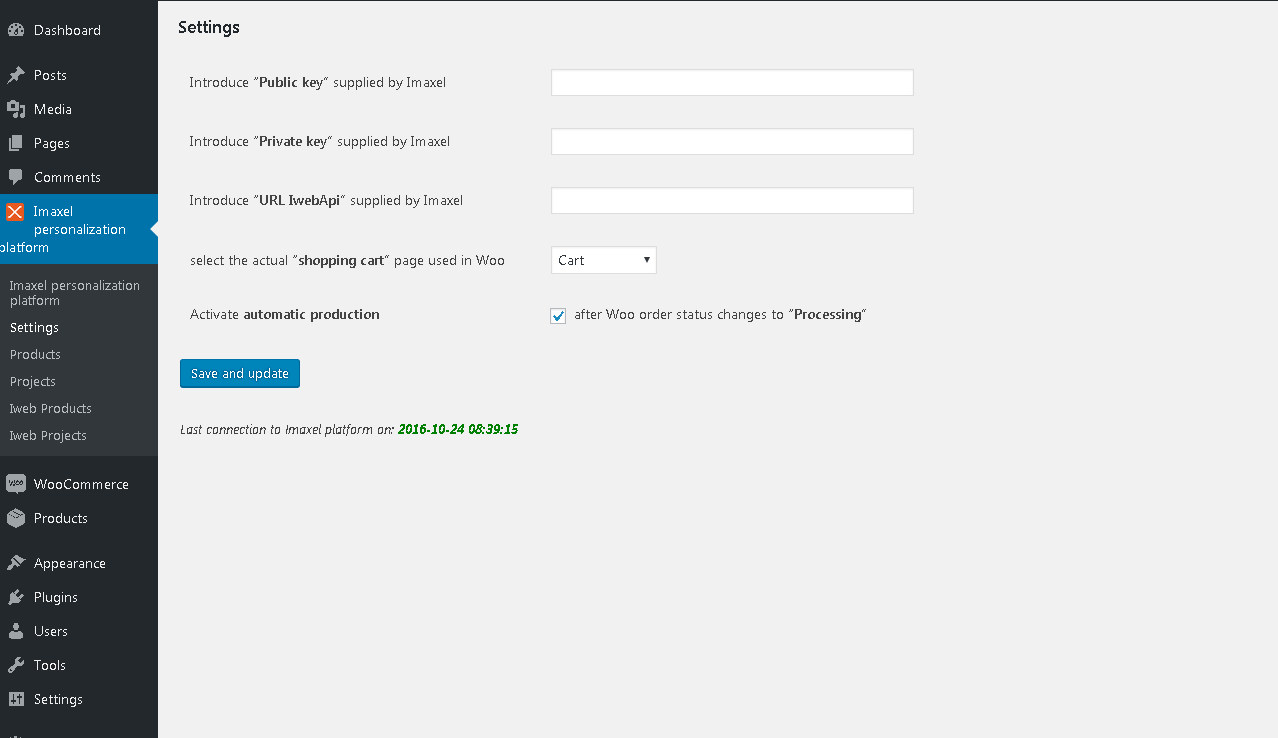 Dashboard
Posts
Media
Pages
Comments
Imaxel
personalization
platform
Imaxel personalization
platform
Settings
Products
Projects
Iweb Products
Iweb Projects
Woo WooCommerce
Products
Appearance
Plugins
Users
Tools
Settings
Settings
Introduce "Public key" supplied by Imaxel
Introduce "Private key" supplied by Imaxel
Introduce "URL IwebApi" supplied by Imaxel
select the actual "shopping cart" page used in Woo Cart
Activate automatic production after Woo order status changes to "Processing"
Save and update
Last connection to Imaxel platform on: 2016-10-24 08:39:15